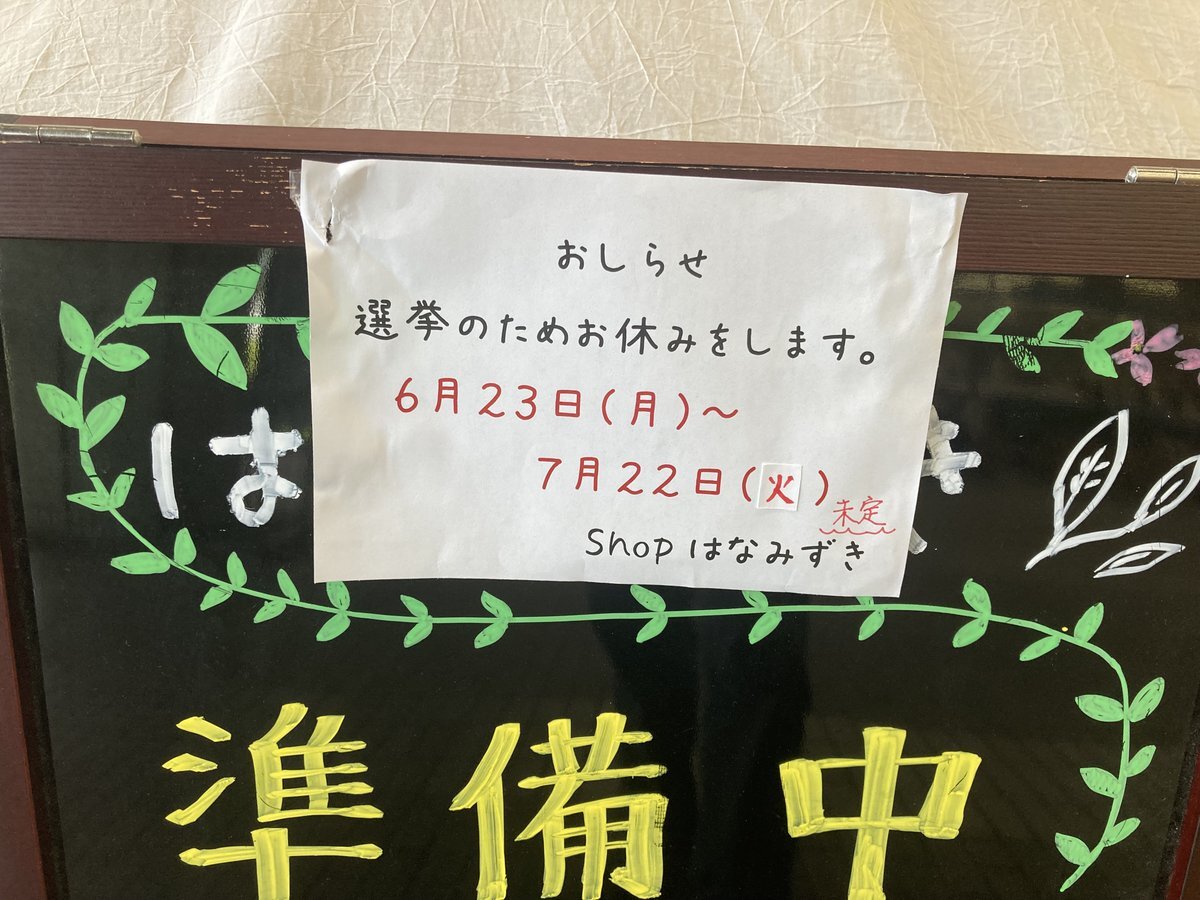 おしらせ
選挙のためお休みをします。
6月23日(月)～
7月22日(火)
未定
Shop はなみずき
は
き
準備中